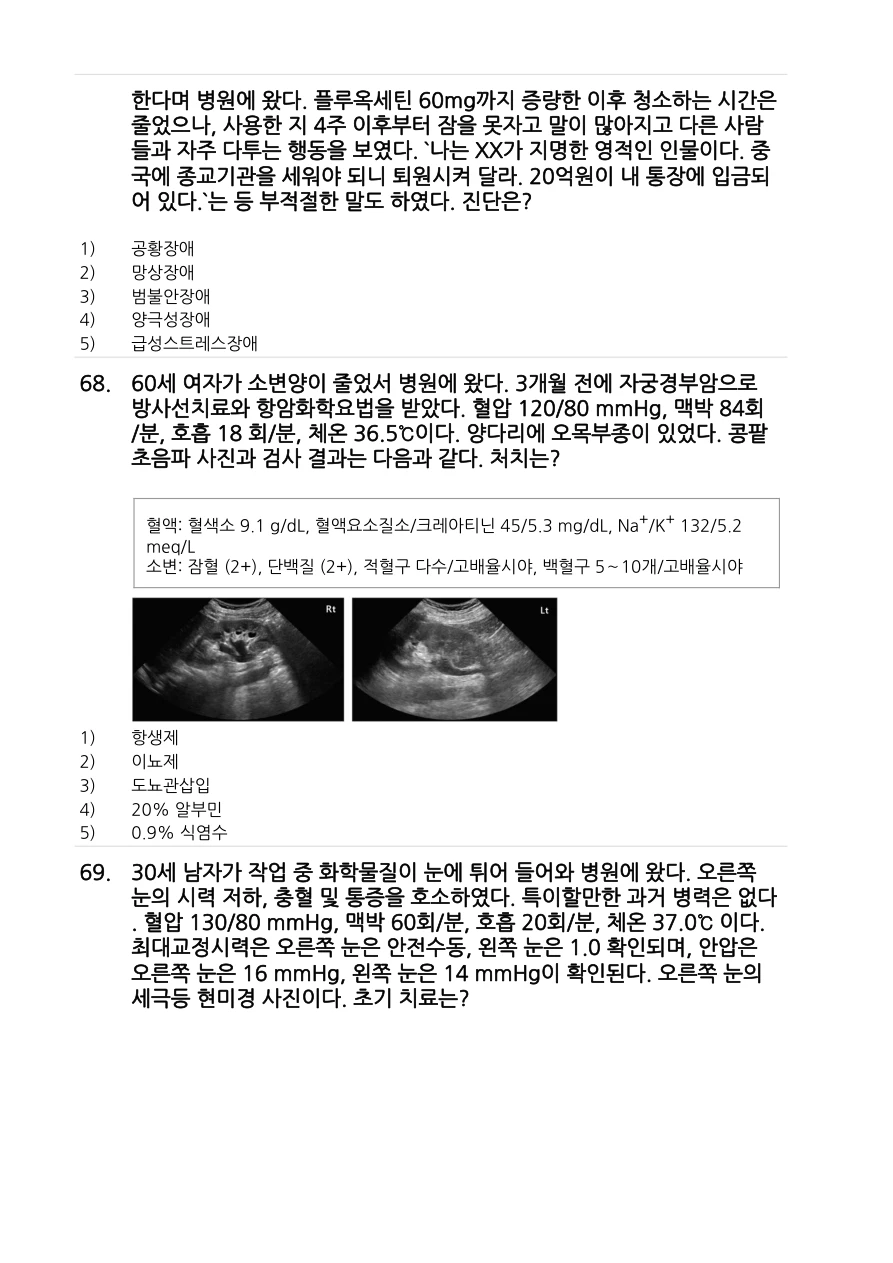 한다며 병원에 왔다. 플루옥세틴 60mg까지 증량한 이후 청소하는 시간은
줄었으나, 사용한 지 4주 이후부터 잠을 못자고 말이 많아지고 다른 사람
들과 자주 다투는 행동을 보였다. `나는 XX가 지명한 영적인 인물이다. 중
국에 종교기관을 세워야 되니 퇴원시켜 달라. 20억원이 내 통장에 입금되
어 있다.`는 등 부적절한 말도 하였다. 진단은?
1) 공황장애
2) 망상장애
3) 범불안장애
4) 양극성장애
5) 급성스트레스장애
68. 60세 여자가 소변양이 줄었서 병원에 왔다. 3개월 전에 자궁경부암으로
방사선치료와 항암화학요법을 받았다. 혈압 120/80 mmHg, 맥박 84회
/분, 호흡 18 회/분, 체온 36.5℃이다. 양다리에 오목부종이 있었다. 콩팥
초음파 사진과 검사 결과는 다음과 같다. 처치는?
혈액: 혈색소 9.1 g/dL, 혈액요소질소/크레아티닌 45/5.3 mg/dL, Na⁺/K⁺ 132/5.2
meq/L
소변: 잠혈 (2+), 단백질 (2+), 적혈구 다수/고배율시야, 백혈구 5~10개/고배율시야
Rt
Lt
1) 항생제
2) 이뇨제
3) 도뇨관삽입
4) 20% 알부민
5) 0.9% 식염수
69. 30세 남자가 작업 중 화학물질이 눈에 튀어 들어와 병원에 왔다. 오른쪽
눈의 시력 저하, 충혈 및 통증을 호소하였다. 특이할만한 과거 병력은 없다
. 혈압 130/80 mmHg, 맥박 60회/분, 호흡 20회/분, 체온 37.0℃ 이다.
최대교정시력은 오른쪽 눈은 안전수동, 왼쪽 눈은 1.0 확인되며, 안압은
오른쪽 눈은 16 mmHg, 왼쪽 눈은 14 mmHg이 확인된다. 오른쪽 눈의
세극등 현미경 사진이다. 초기 치료는?